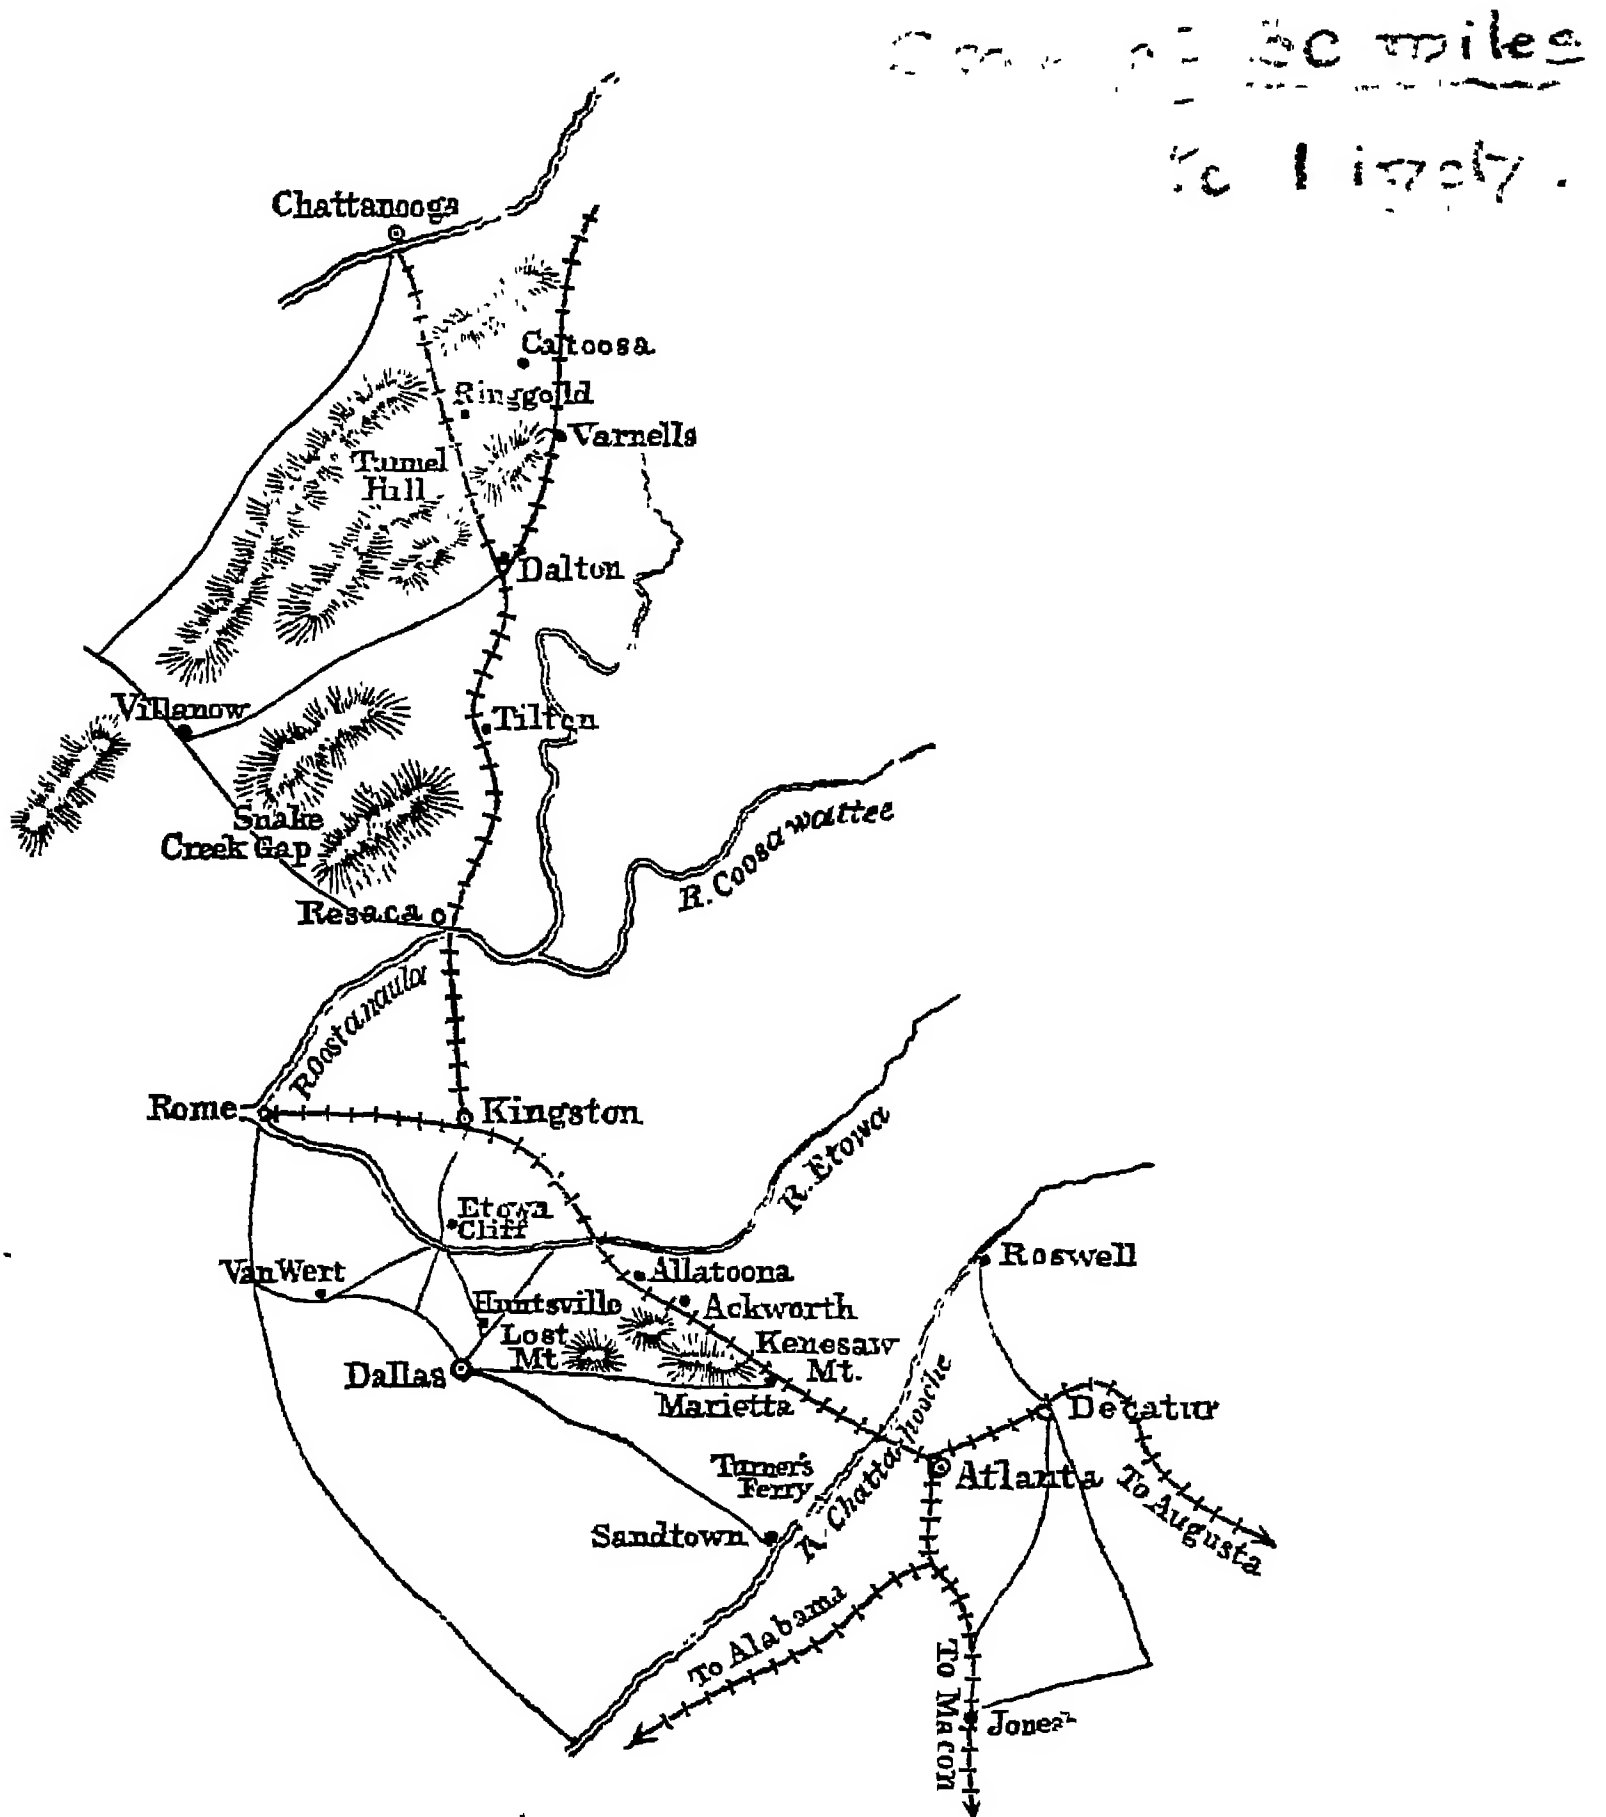 miles
Chattanooga
Catoosa
Ringgold
Varnells
Tunnel
Hill
Dalton
Villanow
Tilton
R. Coosawattee
Snake
Creek Gap
Resaca
Roostanaula
Rome
Kingston
R. Etowa
Etowa
Cliff
Roswell
Van Wert
Allatoona
Huntsville
Ackworth
Lost
Mt.
Kenesaw
Mt.
Dallas
Marietta
Decatur
R. Chattahooche
Turner's
Ferry
Atlanta
To Augusta
Sandtown
To Alabama
To Macon